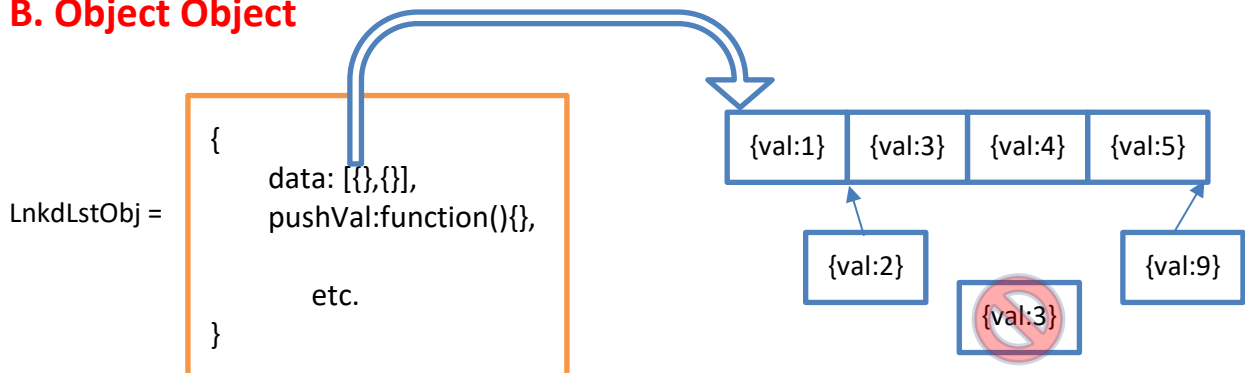 B. Object Object
LnkdLstObj =
{
data: [{},{}],
pushVal:function(){},
etc.
}
{val:1} {val:3} {val:4} {val:5}
{val:2} {val:9}
{val:3}